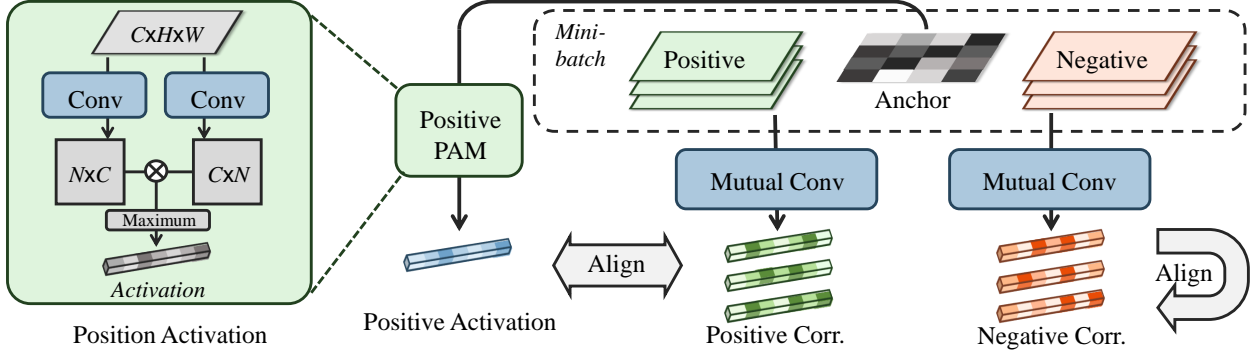 CxHxW
Conv
Conv
NxC
CxN
Maximum
Activation
Position Activation
Positive
PAM
Positive Activation
Mini-
batch
Positive
Anchor
Negative
Mutual Conv
Mutual Conv
Align
Positive Corr.
Negative Corr.
Align